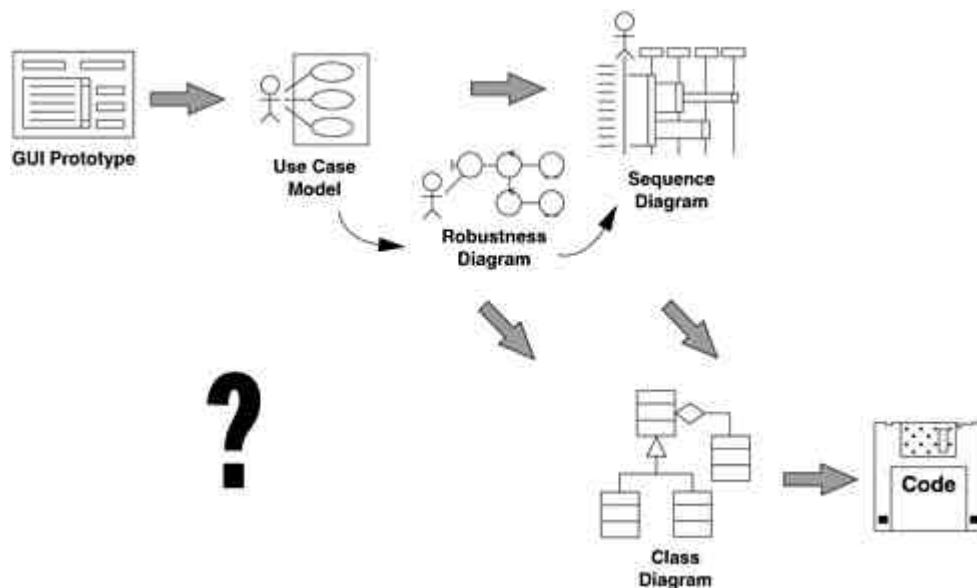 GUI Prototype
Use Case
Model
Robustness
Diagram
Sequence
Diagram
?
Class
Diagram
Code